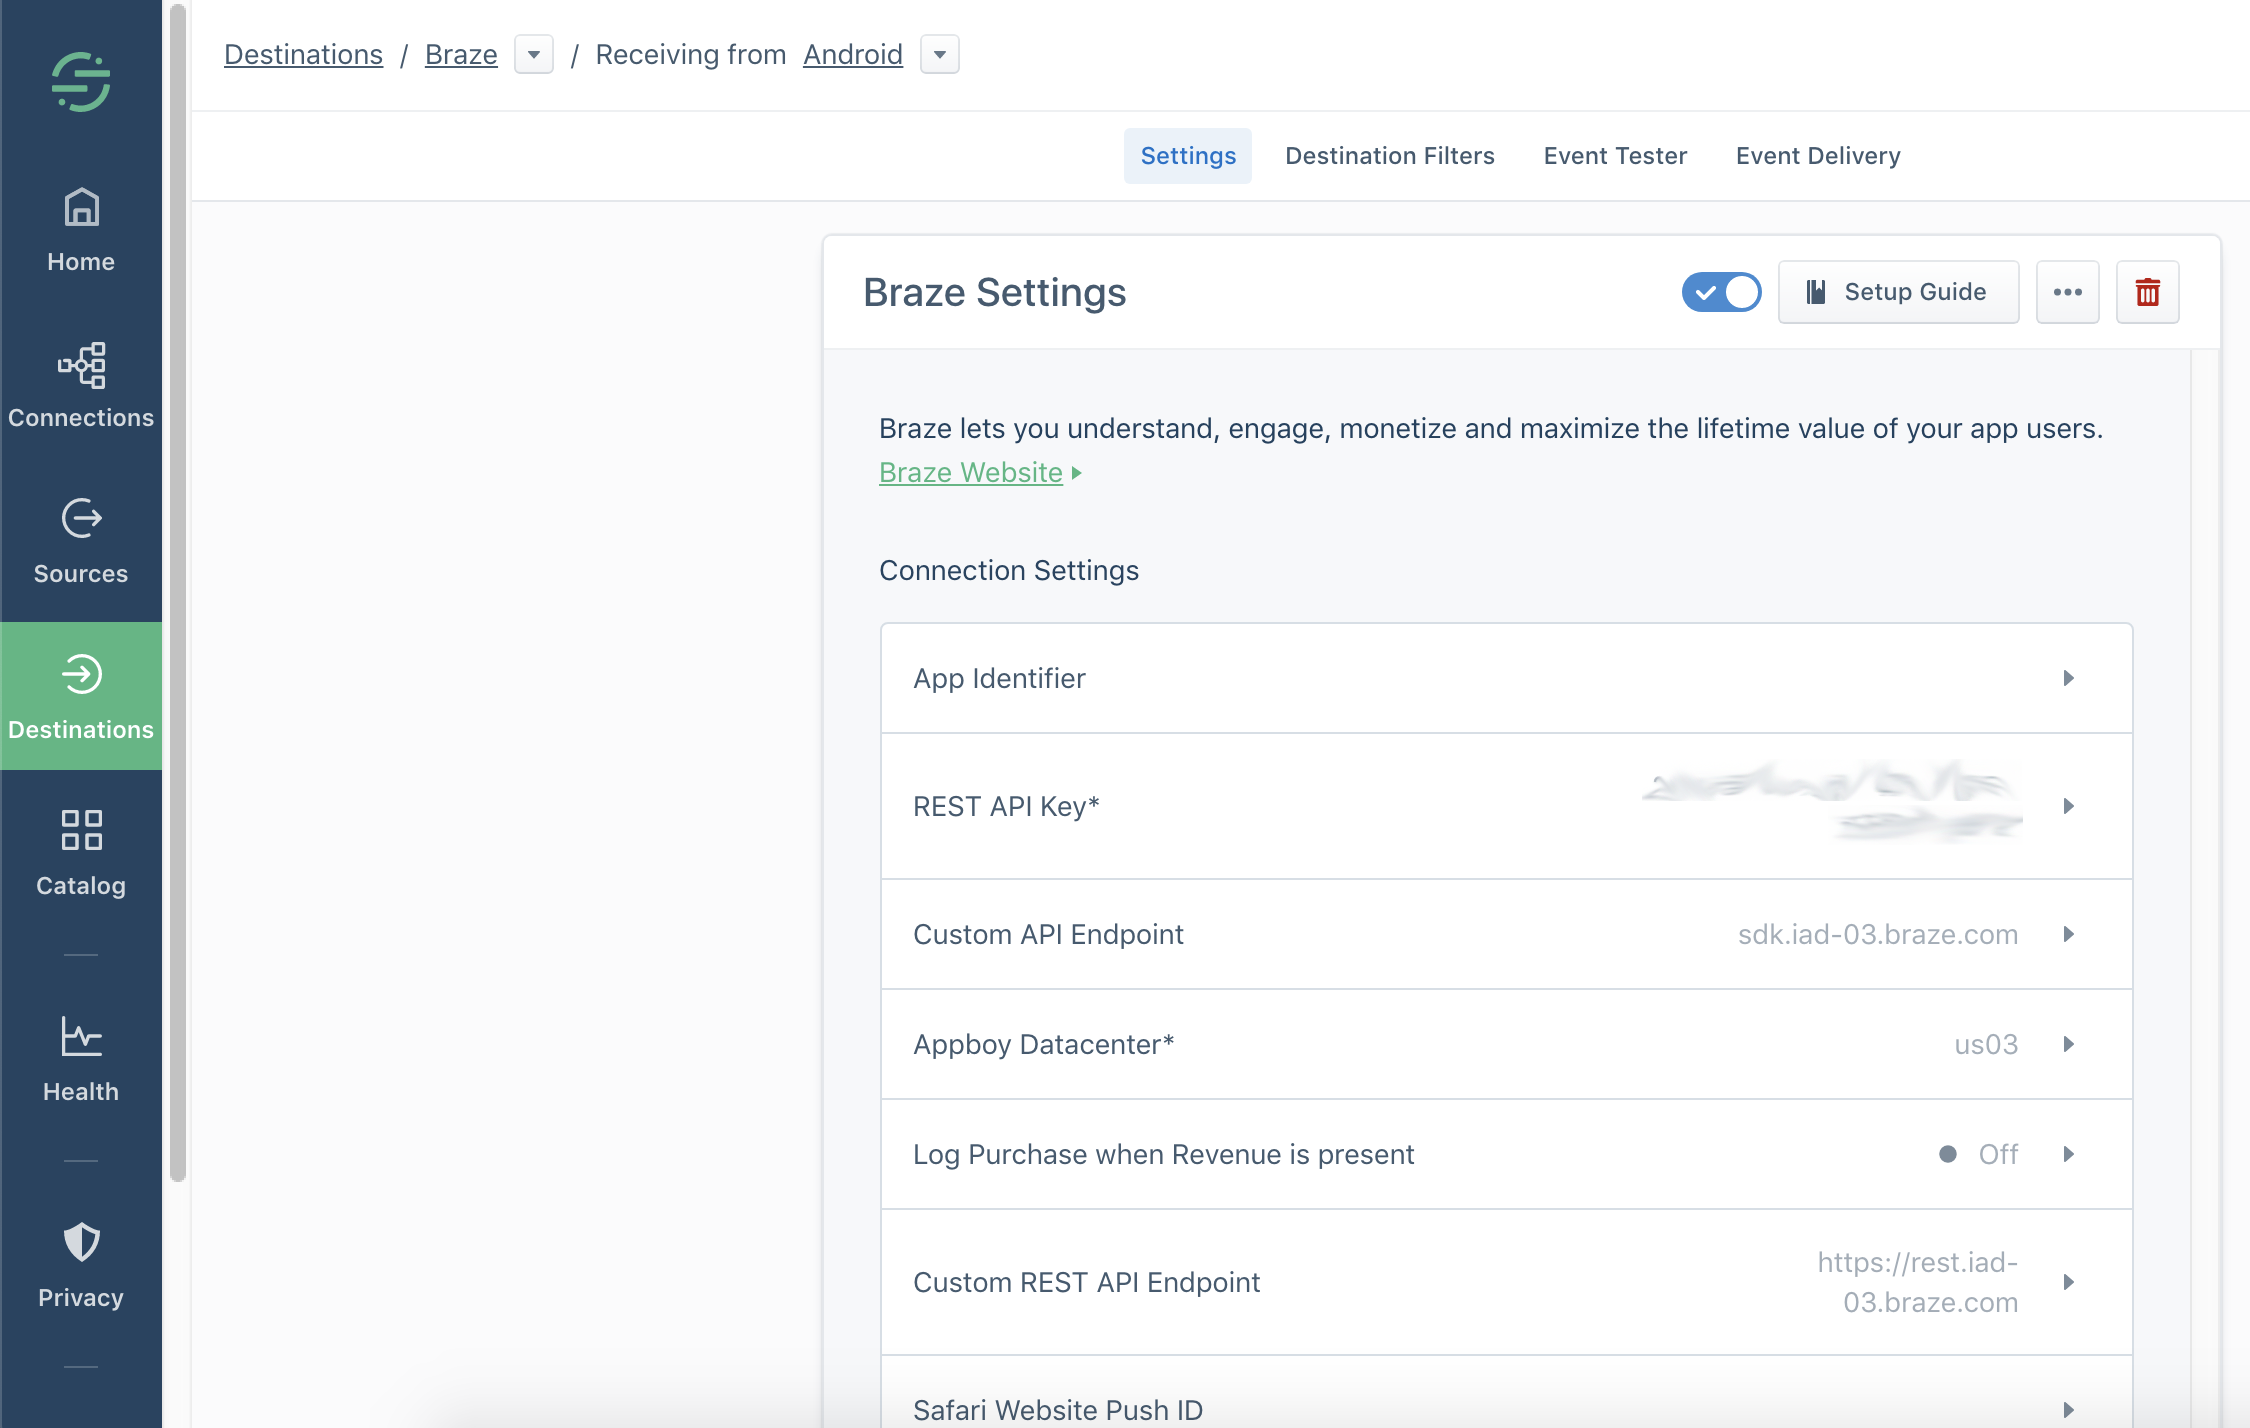 Destinations / Braze / Receiving from Android
Settings Destination Filters Event Tester Event Delivery
Home
Connections
Sources
Destinations
Catalog
Health
Privacy
Braze Settings
Setup Guide
Braze lets you understand, engage, monetize and maximize the lifetime value of your app users.
Braze Website
Connection Settings
App Identifier
REST API Key*
Custom API Endpoint sdk.iad-03.braze.com
Appboy Datacenter* us03
Log Purchase when Revenue is present Off
Custom REST API Endpoint https://rest.iad-
03.braze.com
Safari Website Push ID